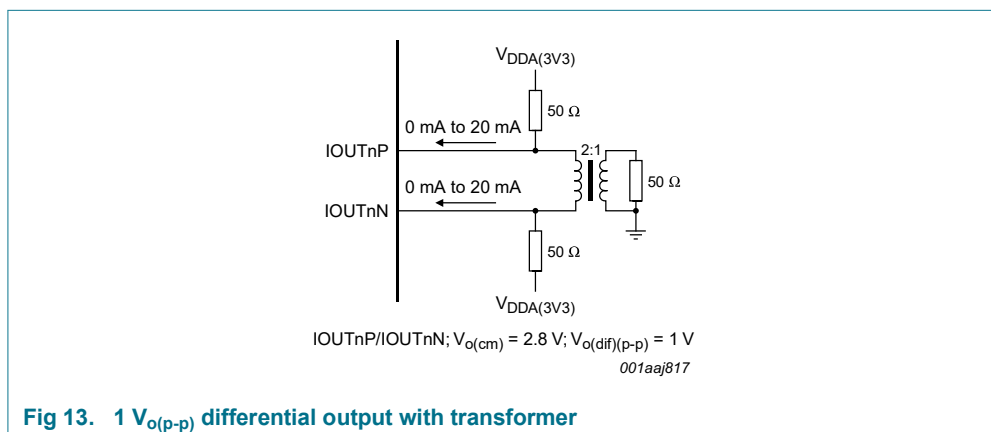 VDDA(3V3)
50 Ω
0 mA to 20 mA
IOUTnP
2:1
0 mA to 20 mA
50 Ω
IOUTnN
50 Ω
VDDA(3V3)
IOUTnP/IOUTnN; Vo(cm) = 2.8 V; Vo(dif)(p-p) = 1 V
001aaj817
Fig 13. 1 Vo(p-p) differential output with transformer